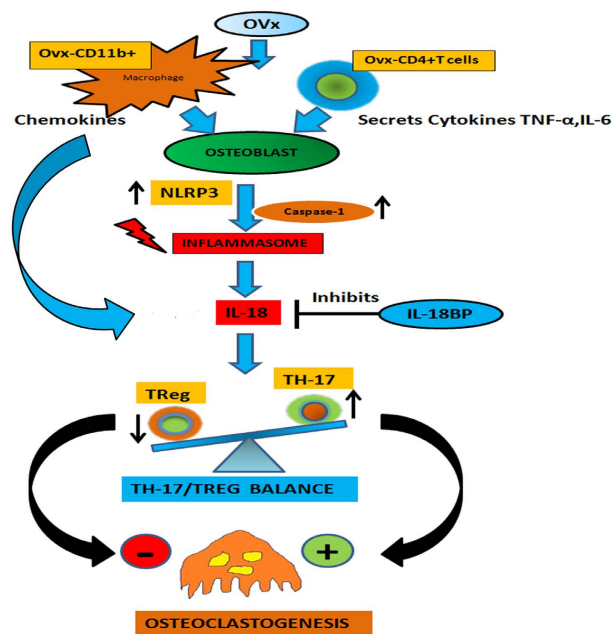 OVx
Ovx-CD11b+
Macrophage
Ovx-CD4+T cells
Chemokines
Secrets Cytokines TNF-α,IL-6
OSTEOBLAST
NLRP3
Caspase-1
INFLAMMASOME
IL-18
Inhibits
IL-18BP
TReg
TH-17
TH-17/TREG BALANCE
-
+
OSTEOCLASTOGENESIS